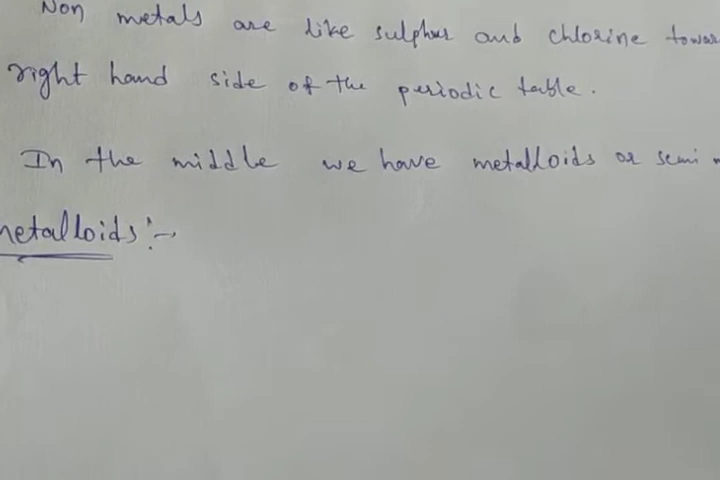 Non metals are like sulphur and chlorine towar
right hand side of the periodic table.
In the middle we have metalloids or semi
metalloids :-